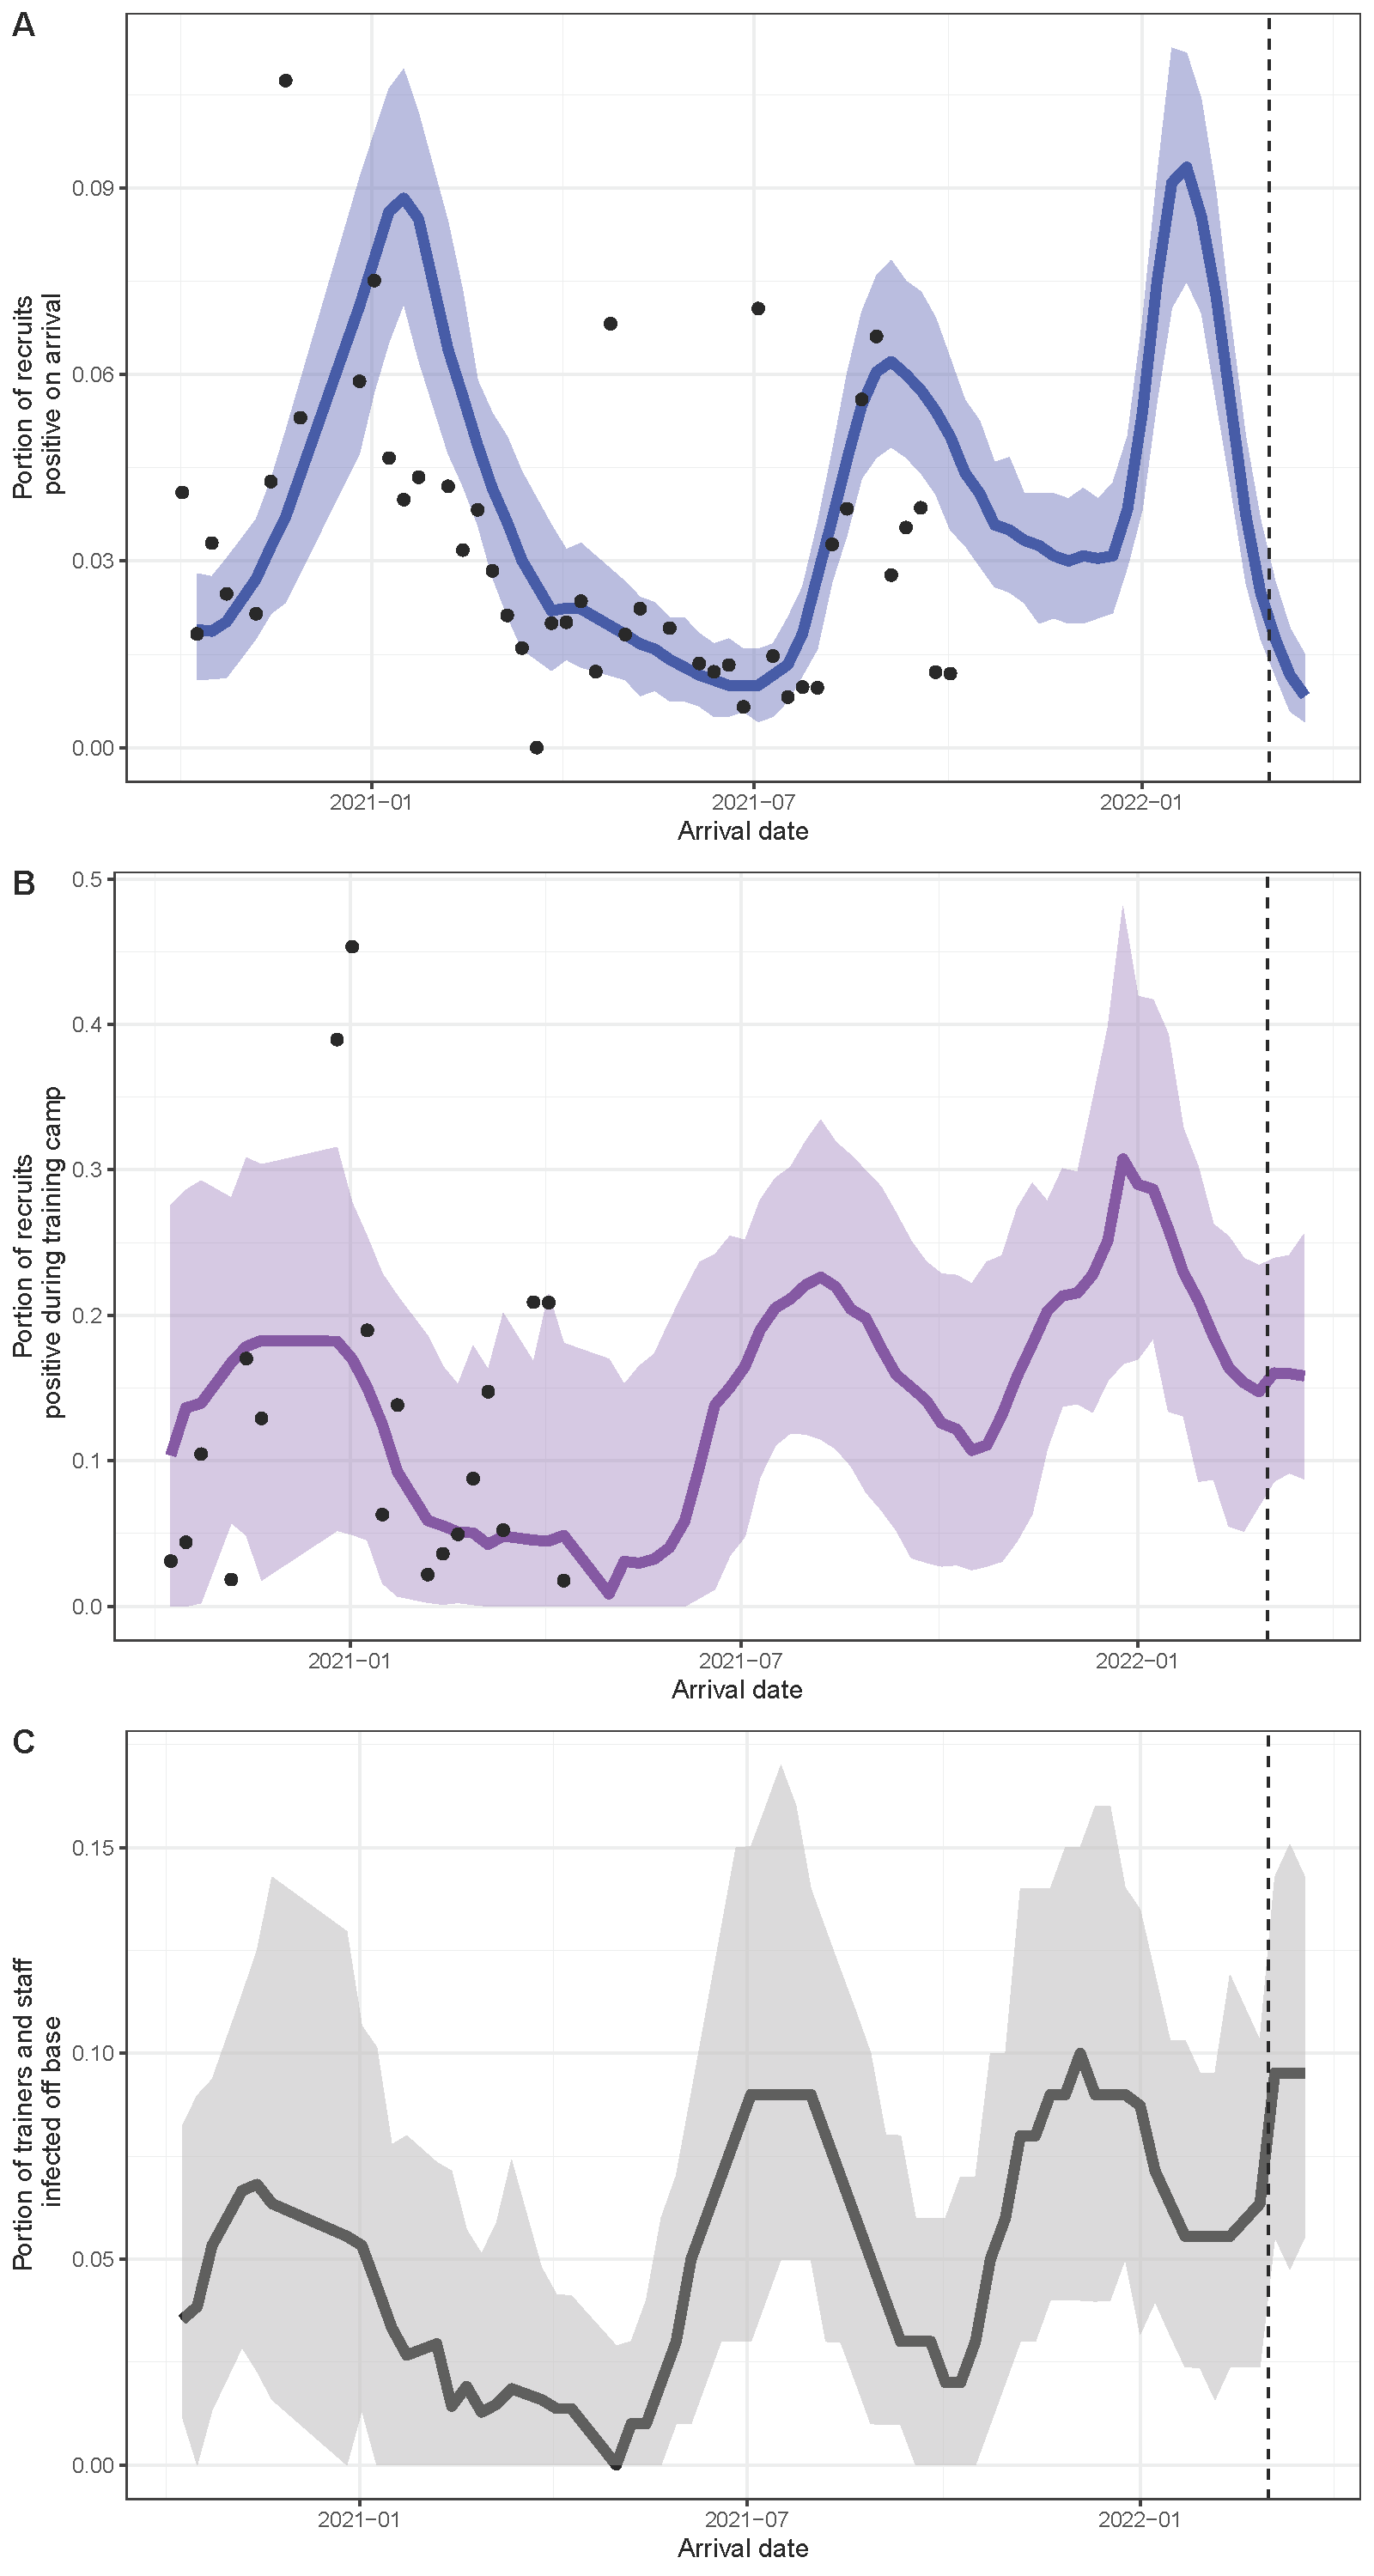 A
Portion of recruits
positive on arrival
0.09
0.06
0.03
0.00
2021−01
2021−07
2022−01
Arrival date
B
Portion of recruits
positive during training camp
0.5
0.4
0.3
0.2
0.1
0.0
2021−01
2021−07
2022−01
Arrival date
C
Portion of trainers and staff
infected off base
0.15
0.10
0.05
0.00
2021−01
2021−07
2022−01
Arrival date